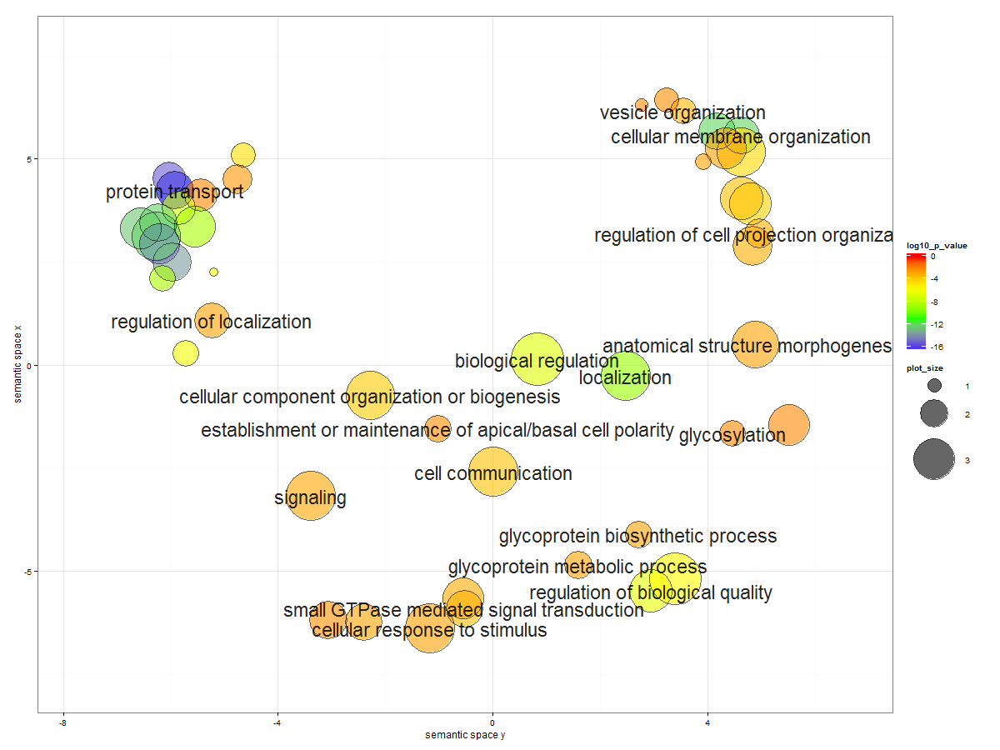 vesicle organization
cellular membrane organization
5
protein transport
regulation of cell projection organiza
log10_p_value
0
-4
-8
-12
-16
regulation of localization
anatomical structure morphogenes
biological regulation
localization
plot_size
1
2
3
0
semantic space x
cellular component organization or biogenesis
establishment or maintenance of apical/basal cell polarity
glycosylation
cell communication
signaling
glycoprotein biosynthetic process
-5
glycoprotein metabolic process
regulation of biological quality
small GTPase mediated signal transduction
cellular response to stimulus
-8
-4
0
4
semantic space y